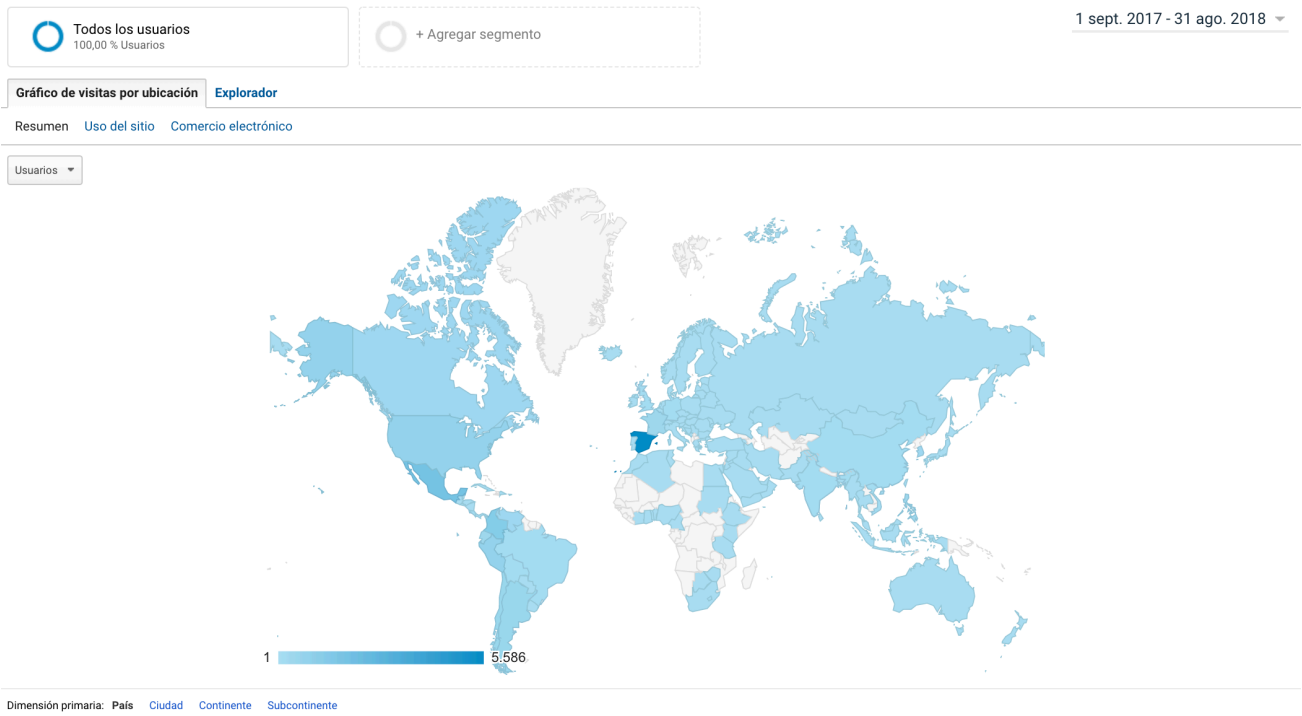 Todos los usuarios
100,00 % Usuarios
+ Agregar segmento
1 sept. 2017 - 31 ago. 2018
Gráfico de visitas por ubicación Explorador
Resumen Uso del sitio Comercio electrónico
Usuarios
1 5.586
Dimensión primaria: País Ciudad Continente Subcontinente